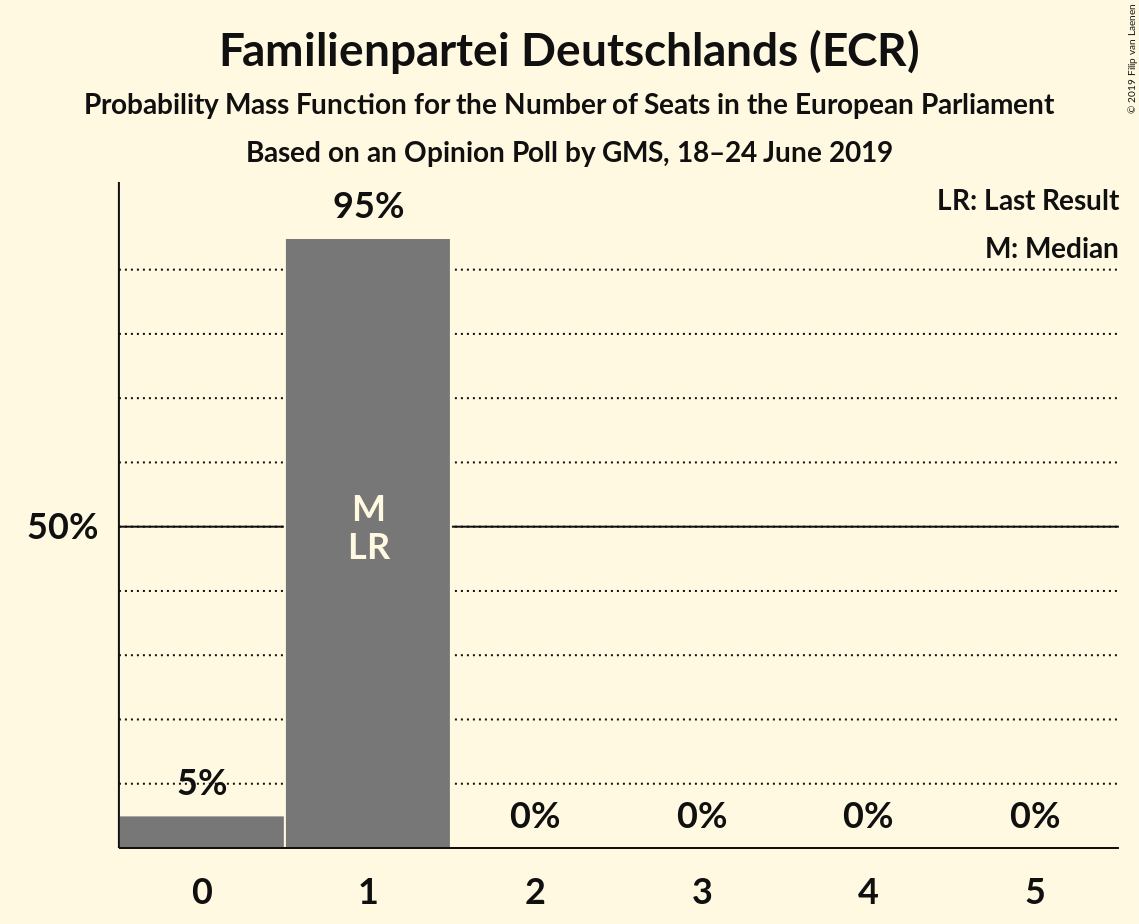 Familienpartei Deutschlands (ECR)
Probability Mass Function for the Number of Seats in the European Parliament
Based on an Opinion Poll by GMS, 18–24 June 2019
© 2019 Filip van Laenen
LR: Last Result
M: Median
95%
M
LR
50%
5%
0%
0%
0%
0%
0
1
2
3
4
5